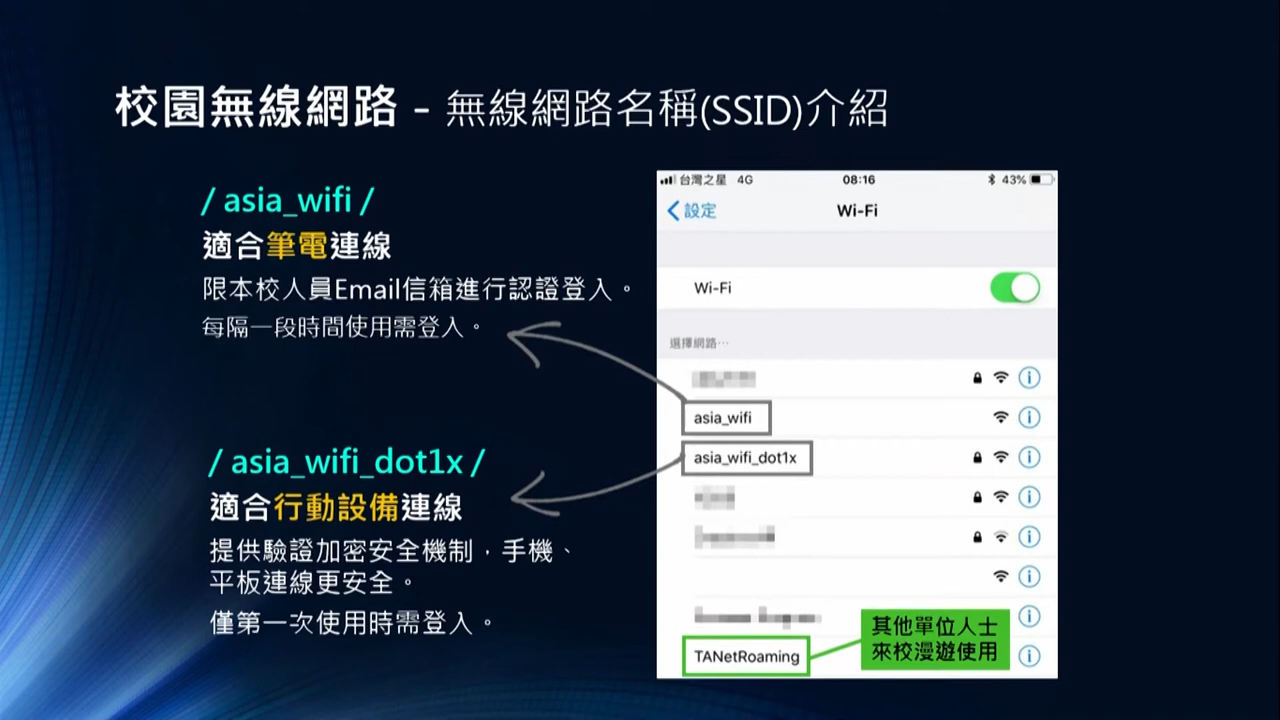 校園無線網路 - 無線網路名稱(SSID)介紹
/ asia_wifi /
適合筆電連線
限本校人員Email信箱進行認證登入。
每隔一段時間使用需登入。
/ asia_wifi_dot1x /
適合行動設備連線
提供驗證加密安全機制，手機、
平板連線更安全。
僅第一次使用時需登入。
台灣之星 4G 08:16 43%
設定 Wi-Fi
Wi-Fi
選擇網路⋯
asia_wifi
asia_wifi_dot1x
TANetRoaming
其他單位人士
來校漫遊使用